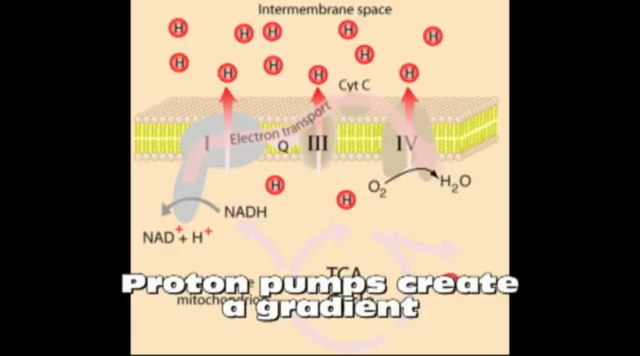 Intermembrane space
H H H H H
H H H
H H H
Cyt C
Electron transport
I Q III IV
H H
O2 H2O
NADH
NAD+ + H+
TCA
Proton pumps create
a gradient